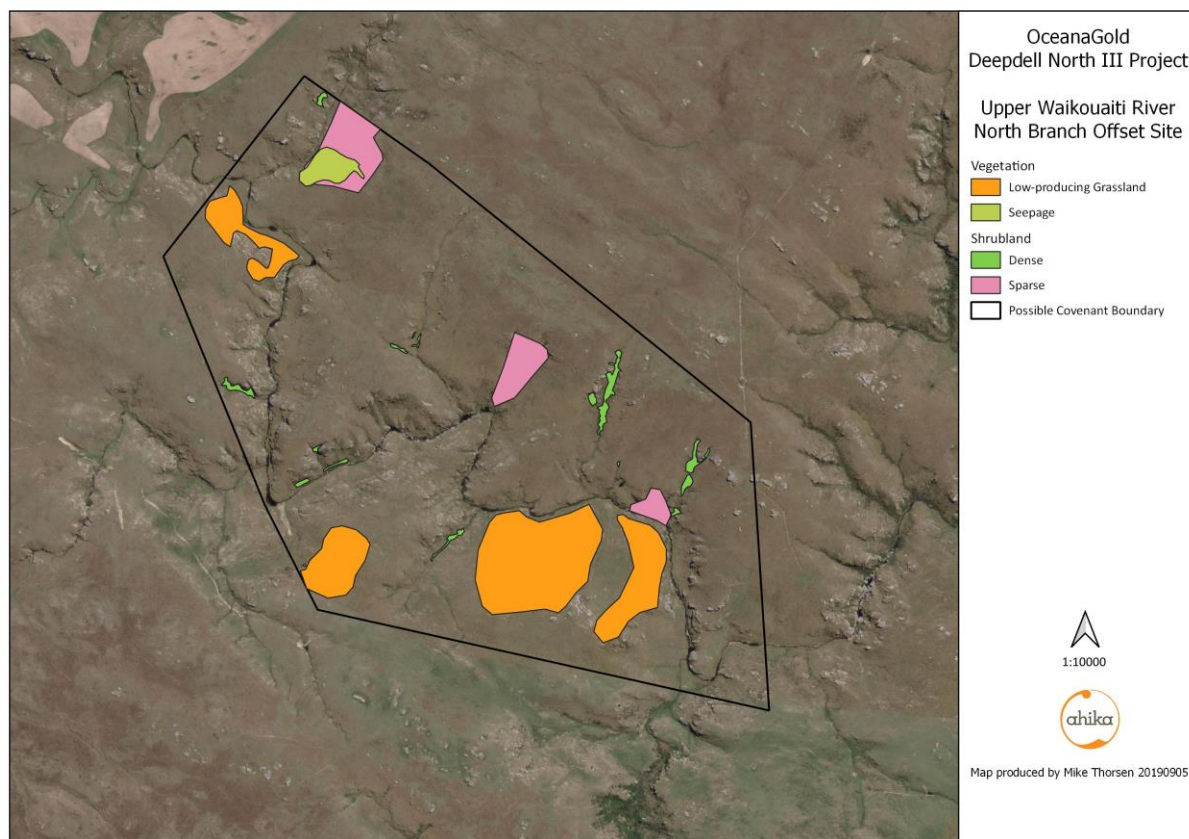 OceanaGold
Deepdell North III Project
Upper Waikouaiti River
North Branch Offset Site
Vegetation
Low-producing Grassland
Seepage
Shrubland
Dense
Sparse
Possible Covenant Boundary
1:10000
ahika
Map produced by Mike Thorsen 20190905